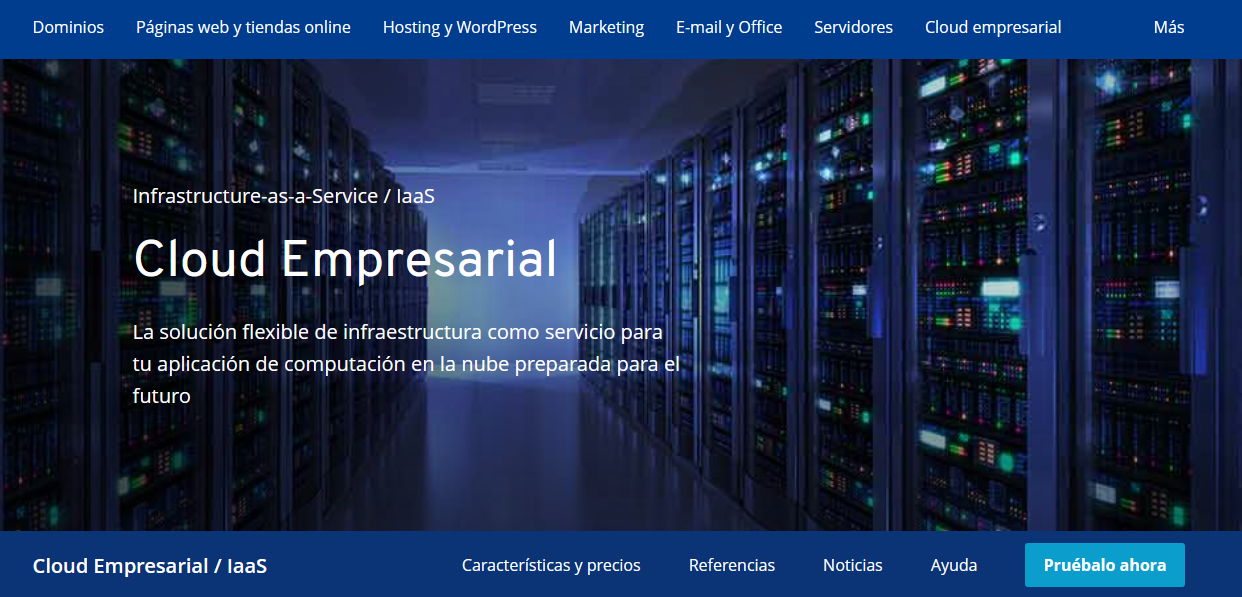 Dominios Páginas web y tiendas online Hosting y WordPress Marketing E-mail y Office Servidores Cloud empresarial Más
Infrastructure-as-a-Service / IaaS
Cloud Empresarial
La solución flexible de infraestructura como servicio para
tu aplicación de computación en la nube preparada para el
futuro
Cloud Empresarial / IaaS Características y precios Referencias Noticias Ayuda Pruébalo ahora